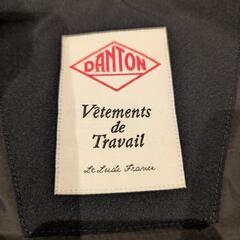 DANTON
Vêtements
de
Travail
Le Lude France